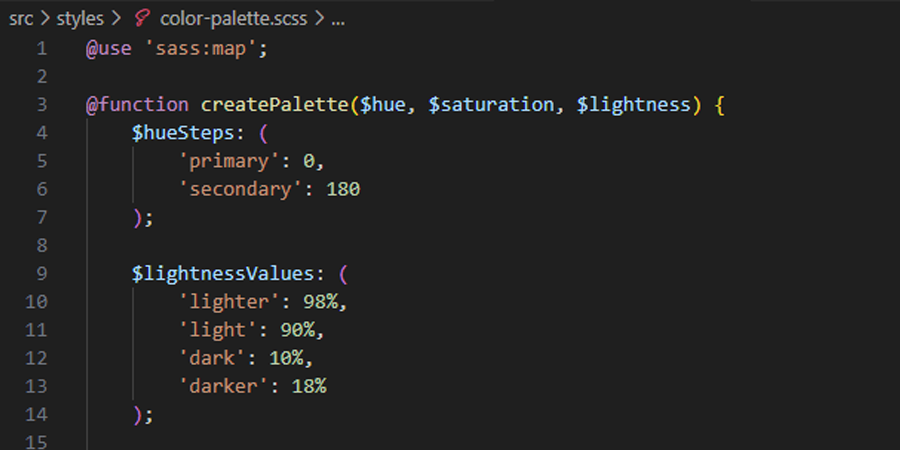 src > styles > color-palette.scss > ...
1 @use 'sass:map';
2
3 @function createPalette($hue, $saturation, $lightness) {
4 $hueSteps: (
5 'primary': 0,
6 'secondary': 180
7 );
8
9 $lightnessValues: (
10 'lighter': 98%,
11 'light': 90%,
12 'dark': 10%,
13 'darker': 18%
14 );
15